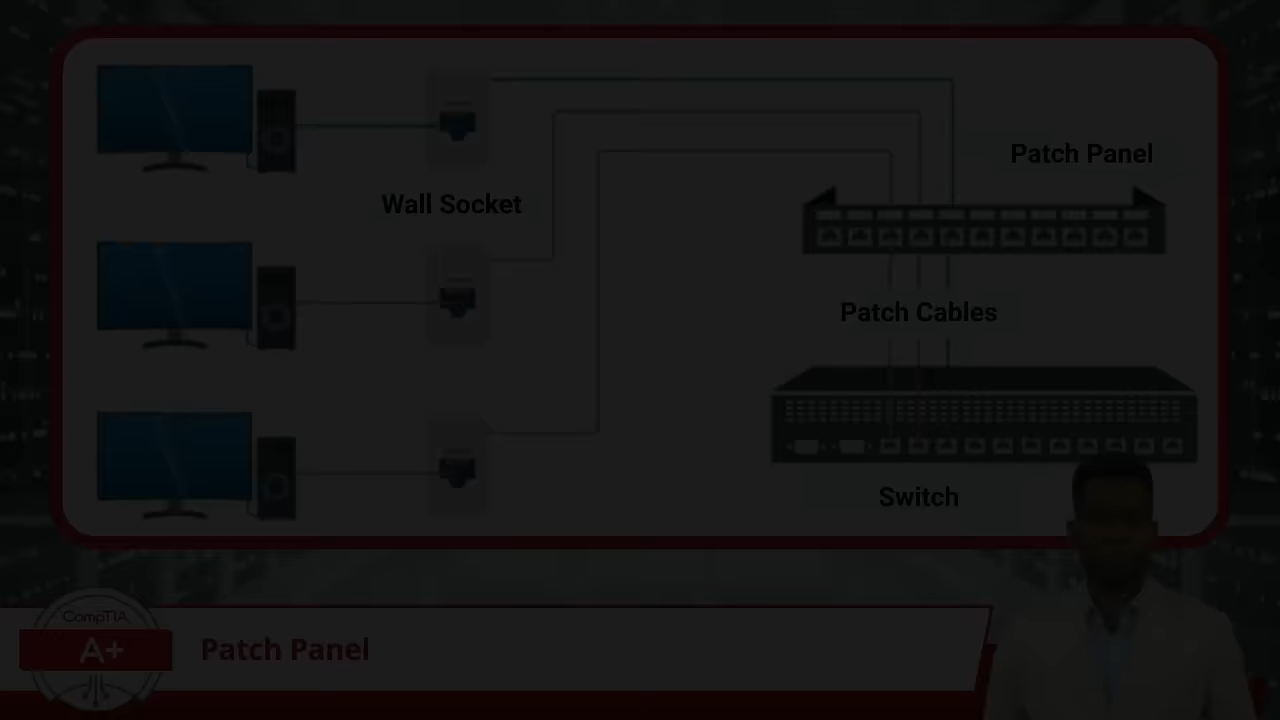 Patch Panel
Wall Socket
Patch Cables
Switch
CompTIA
A+
Patch Panel